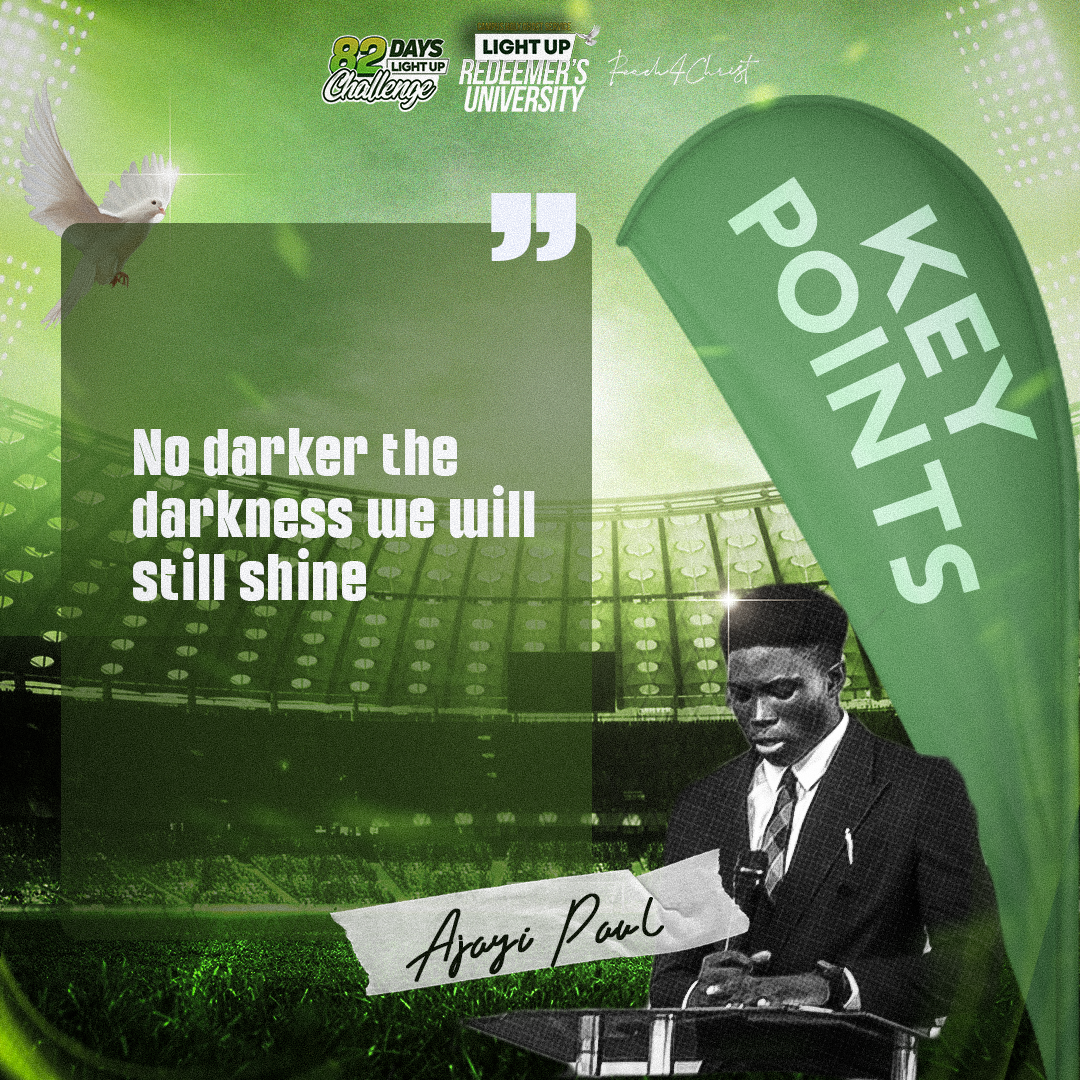 82 DAYS
LIGHT UP
Challenge
LIGHT UP
REDEEMER'S
UNIVERSITY
Reach4Christ
”
KEY
POINTS
No darker the
darkness we will
still shine
Ajayi Paul